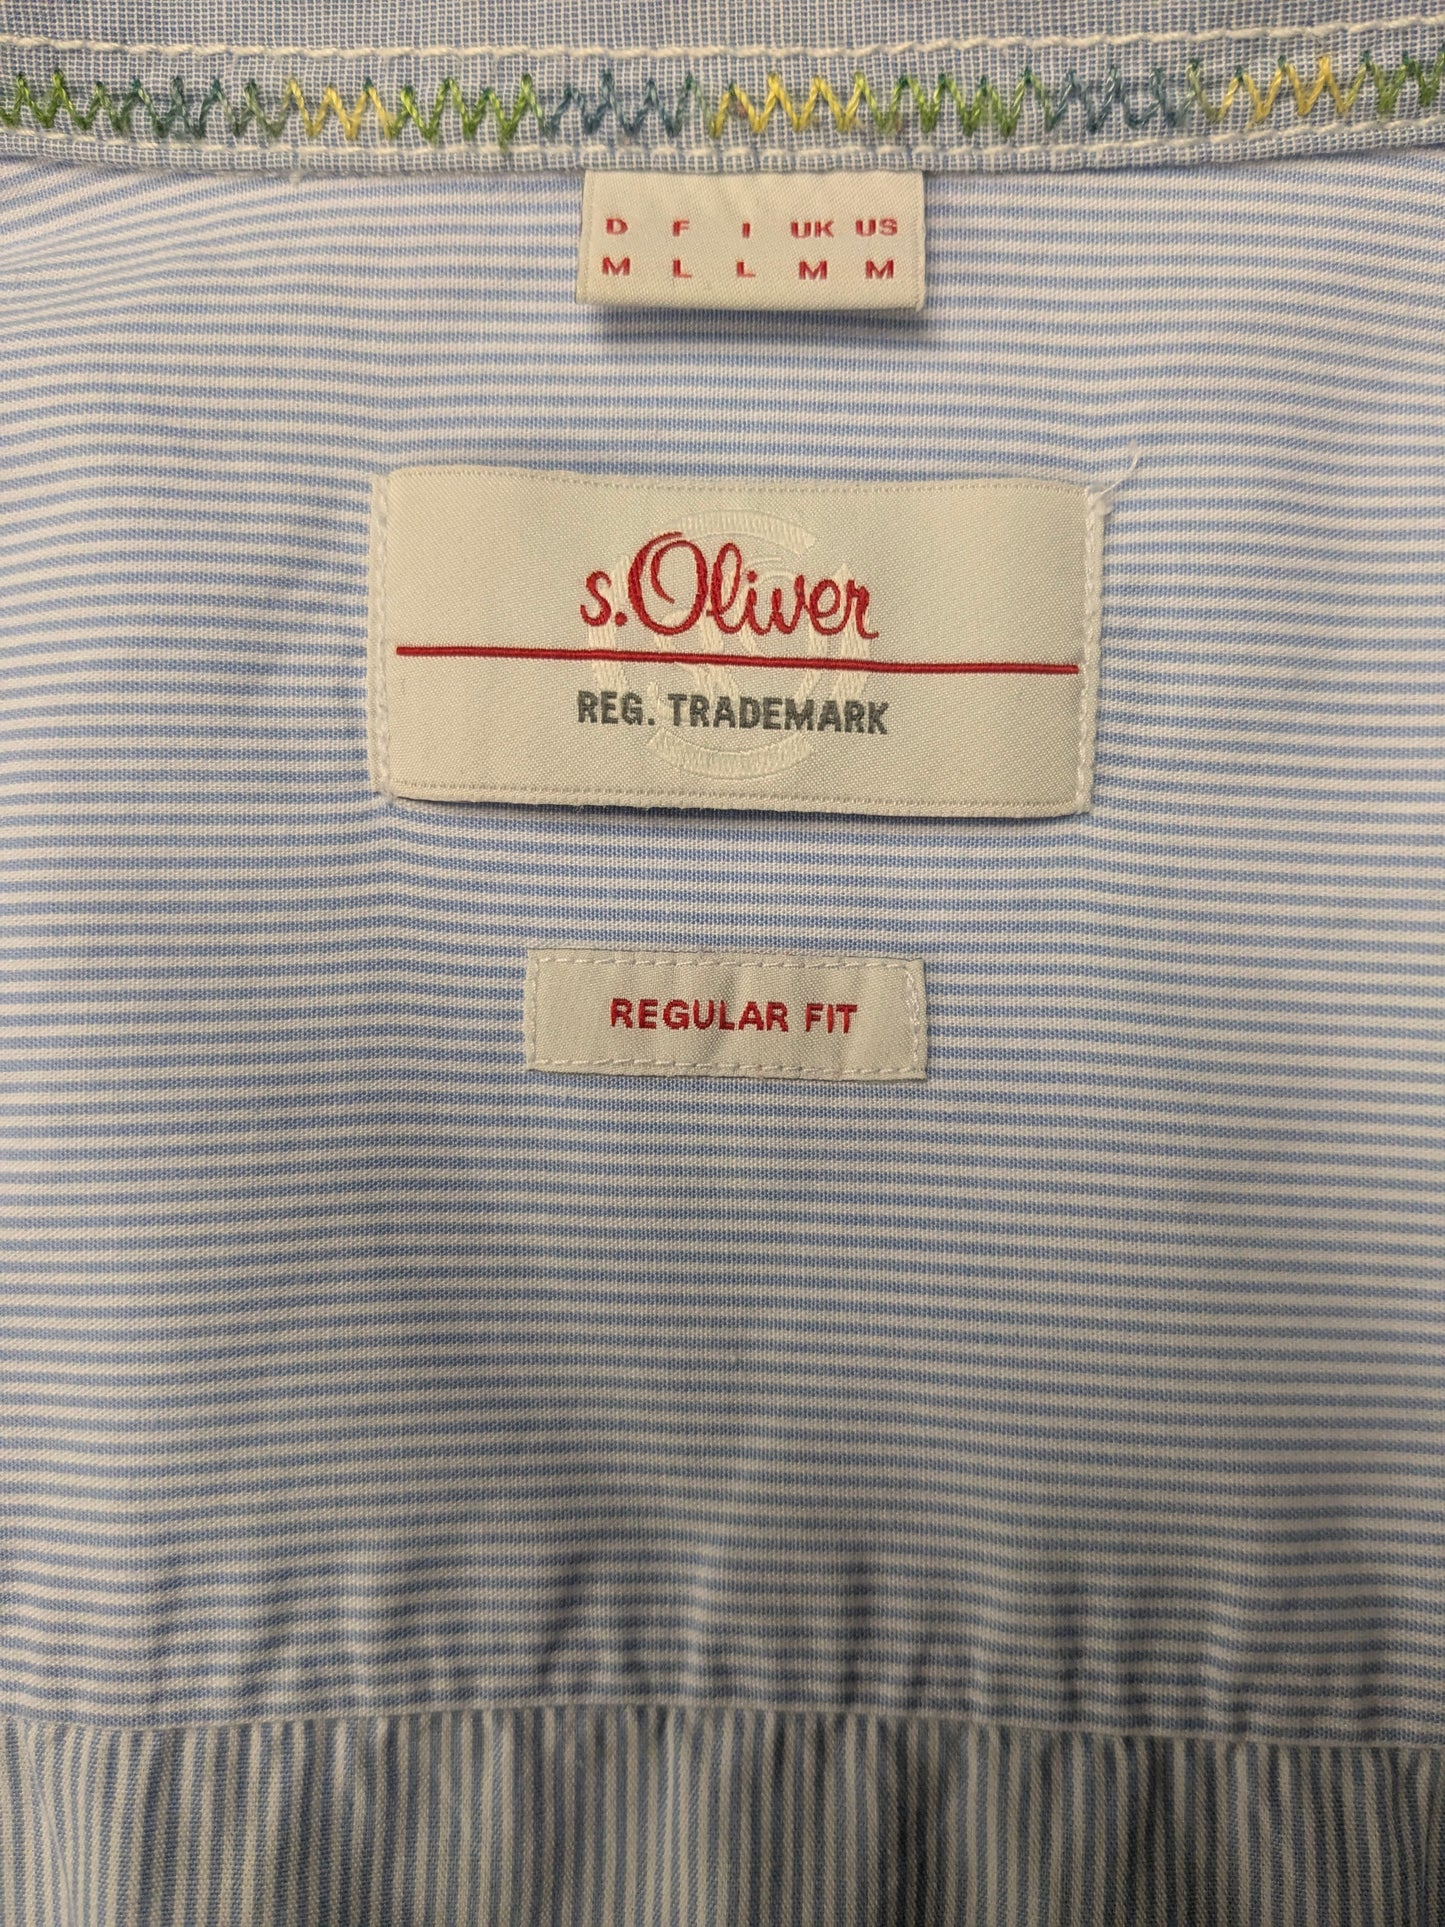 D F I UK US
M L L M M
s.Oliver
REG. TRADEMARK
REGULAR FIT